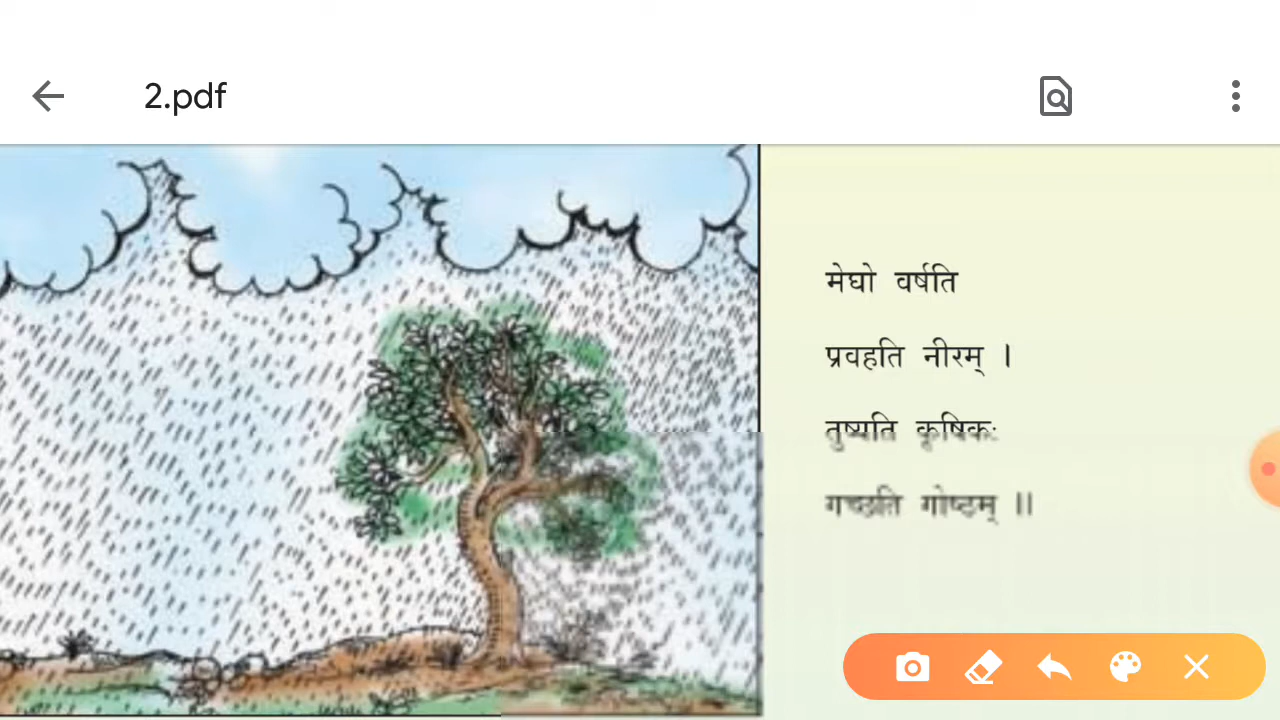 2.pdf
मेघो वर्षति
प्रवहति नीरम् ।
तुष्यति कृषिकः
गच्छति गोष्ठम् ।।